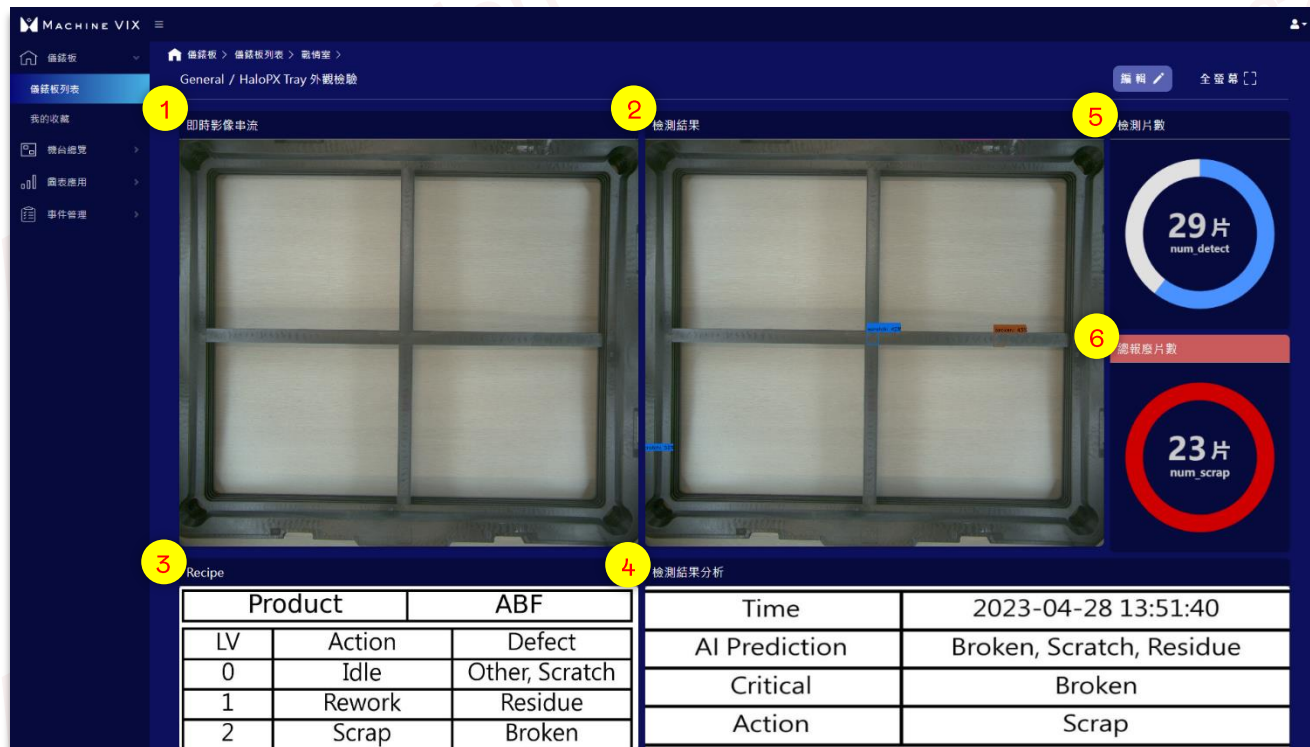 MACHINE VIX
儀錶板
儀錶板列表
我的收藏
機台總覽
圖表應用
事件管理
儀錶板 > 儀錶板列表 > 戰情室 >
General / HaloPX Tray 外觀檢驗
編輯
全螢幕
1
即時影像串流
2
檢測結果
5
檢測片數
29片
num_detect
6
總報廢片數
23片
num_scrap
3
Recipe
Product ABF
LV Action Defect
0 Idle Other, Scratch
1 Rework Residue
2 Scrap Broken
4
檢測結果分析
Time 2023-04-28 13:51:40
AI Prediction Broken, Scratch, Residue
Critical Broken
Action Scrap